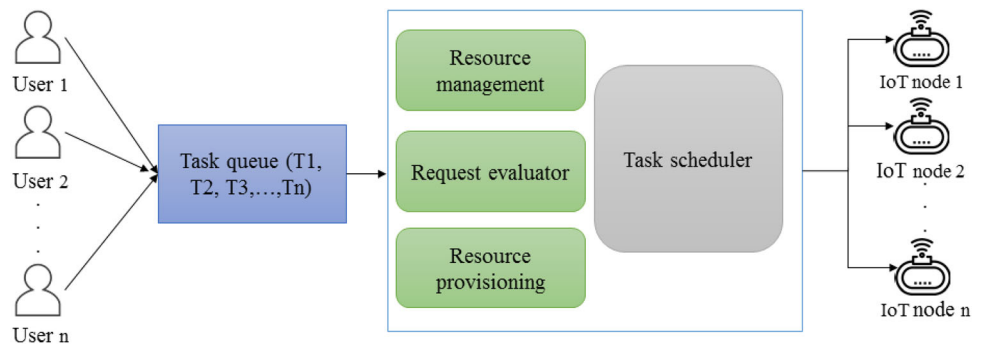 User 1
User 2
.
.
.
User n
Task queue (T1,
T2, T3,...,Tn)
Resource
management
Request evaluator
Resource
provisioning
Task scheduler
IoT node 1
IoT node 2
.
.
.
IoT node n